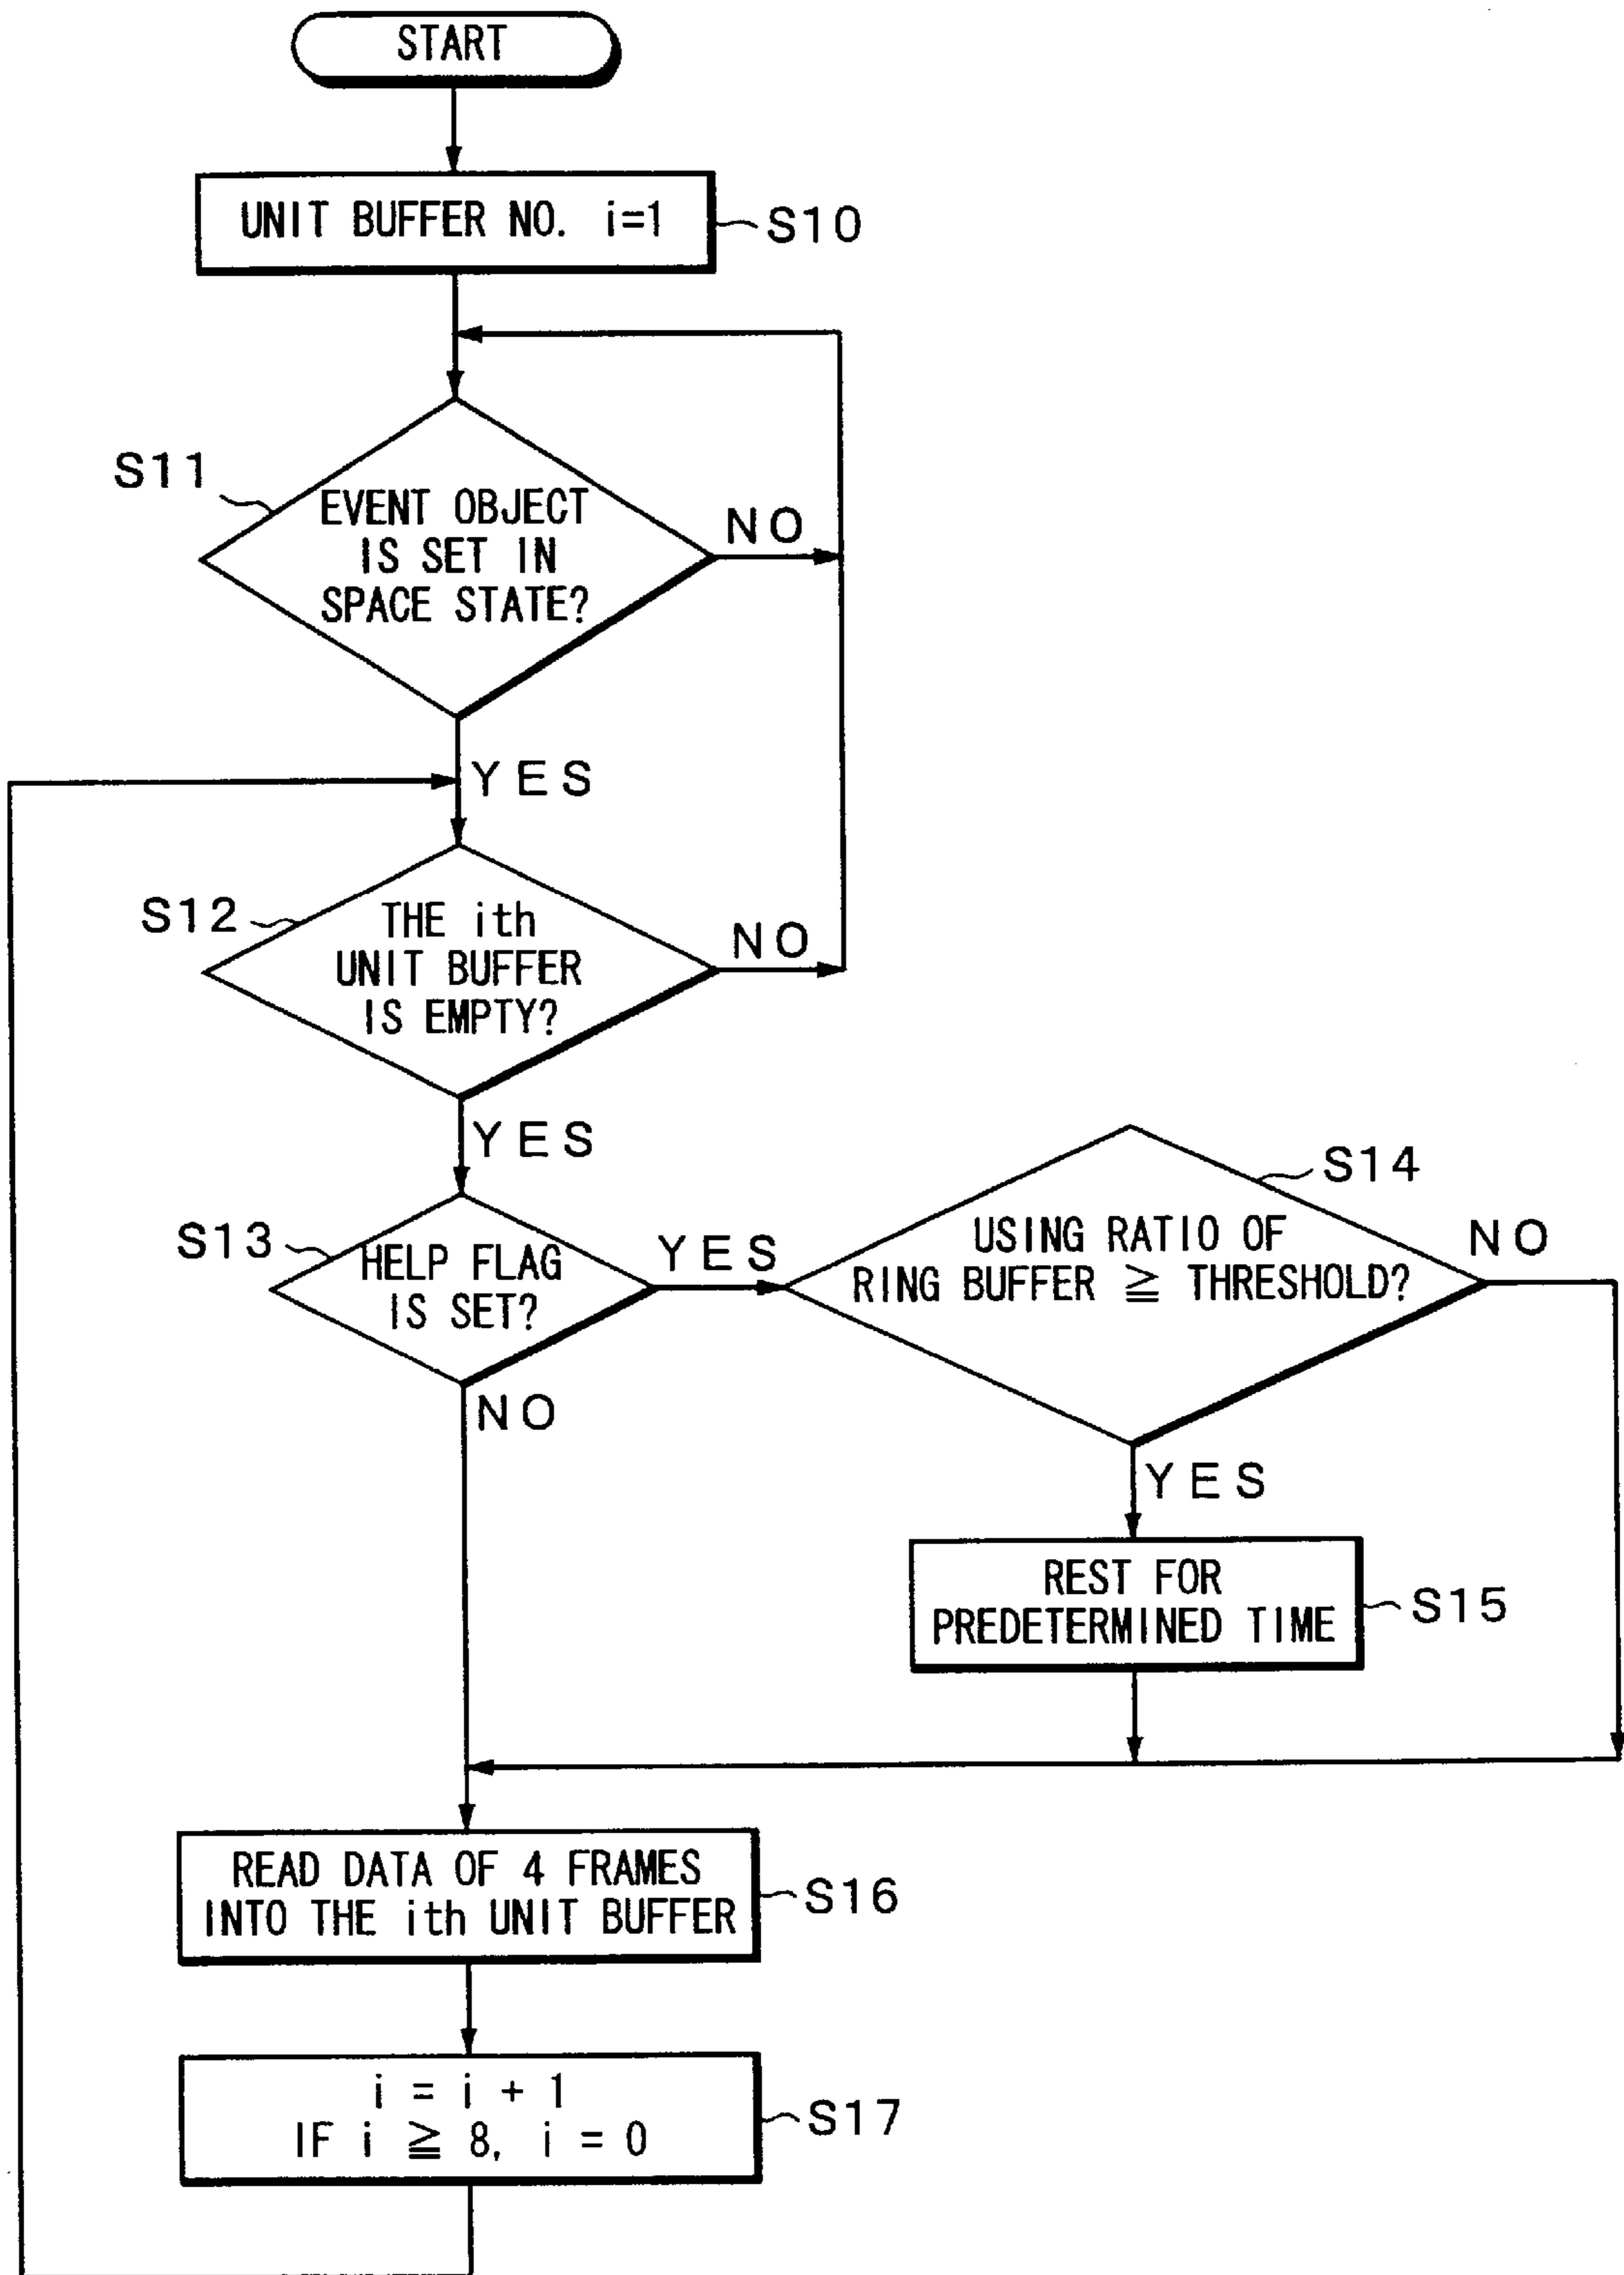 START
UNIT BUFFER NO. i=1
S10
S11
EVENT OBJECT
IS SET IN
SPACE STATE?
NO
YES
S12
THE ith
UNIT BUFFER
IS EMPTY?
NO
YES
S13
HELP FLAG
IS SET?
YES
NO
S14
USING RATIO OF
RING BUFFER ≧ THRESHOLD?
NO
YES
REST FOR
PREDETERMINED TIME
S15
READ DATA OF 4 FRAMES
INTO THE ith UNIT BUFFER
S16
i = i + 1
IF i ≧ 8, i = 0
S17